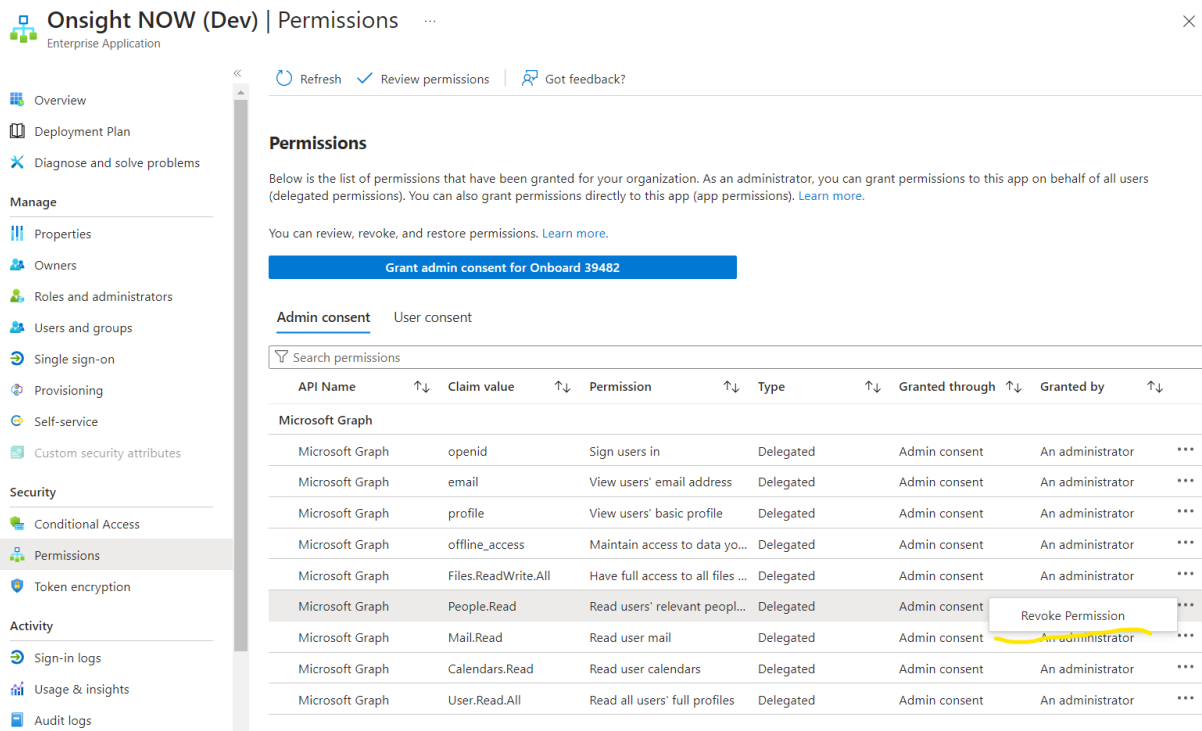 Onsight NOW (Dev) | Permissions ...
Enterprise Application
Overview
Deployment Plan
Diagnose and solve problems
Manage
Properties
Owners
Roles and administrators
Users and groups
Single sign-on
Provisioning
Self-service
Custom security attributes
Security
Conditional Access
Permissions
Token encryption
Activity
Sign-in logs
Usage & insights
Audit logs
Refresh Review permissions Got feedback?
Permissions
Below is the list of permissions that have been granted for your organization. As an administrator, you can grant permissions to this app on behalf of all users
(delegated permissions). You can also grant permissions directly to this app (app permissions). Learn more.
You can review, revoke, and restore permissions. Learn more.
Grant admin consent for Onboard 39482
Admin consent User consent
Search permissions
API Name Claim value Permission Type Granted through Granted by
Microsoft Graph
Microsoft Graph openid Sign users in Delegated Admin consent An administrator
Microsoft Graph email View users' email address Delegated Admin consent An administrator
Microsoft Graph profile View users' basic profile Delegated Admin consent An administrator
Microsoft Graph offline_access Maintain access to data yo... Delegated Admin consent An administrator
Microsoft Graph Files.ReadWrite.All Have full access to all files ... Delegated Admin consent An administrator
Microsoft Graph People.Read Read users' relevant peopl... Delegated Admin consent
Revoke Permission
Microsoft Graph Mail.Read Read user mail Delegated Admin consent An administrator
Microsoft Graph Calendars.Read Read user calendars Delegated Admin consent An administrator
Microsoft Graph User.Read.All Read all users' full profiles Delegated Admin consent An administrator